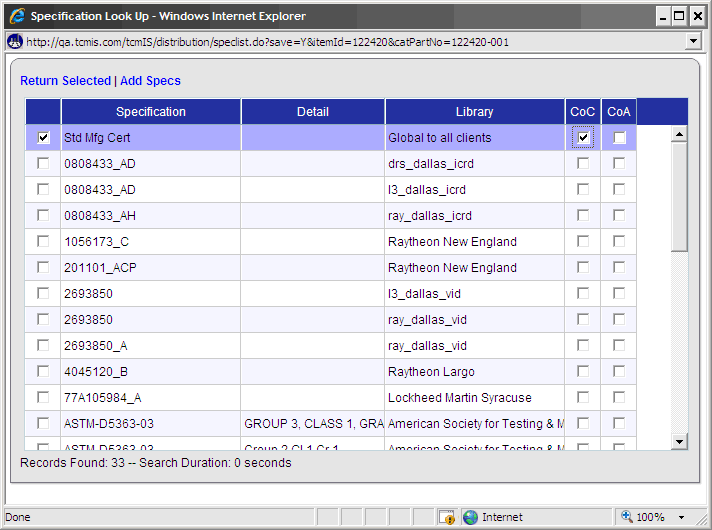 Specification Look Up - Windows Internet Explorer
http://qa.tcmis.com/tcmIS/distribution/speclist.do?save=Y&itemId=122420&catPartNo=122420-001
Return Selected | Add Specs
Specification Detail Library CoC CoA
Std Mfg Cert Global to all clients
0808433_AD drs_dallas_icrd
0808433_AD l3_dallas_icrd
0808433_AH ray_dallas_icrd
1056173_C Raytheon New England
201101_ACP Raytheon New England
2693850 l3_dallas_vid
2693850 ray_dallas_vid
2693850_A ray_dallas_vid
4045120_B Raytheon Largo
77A105984_A Lockheed Martin Syracuse
ASTM-D5363-03 GROUP 3, CLASS 1, GRA American Society for Testing & M
ASTM-D5363-03 Group 2 Cl 1 Gr 1 American Society for Testing & M
Records Found: 33 -- Search Duration: 0 seconds
Done Internet 100%